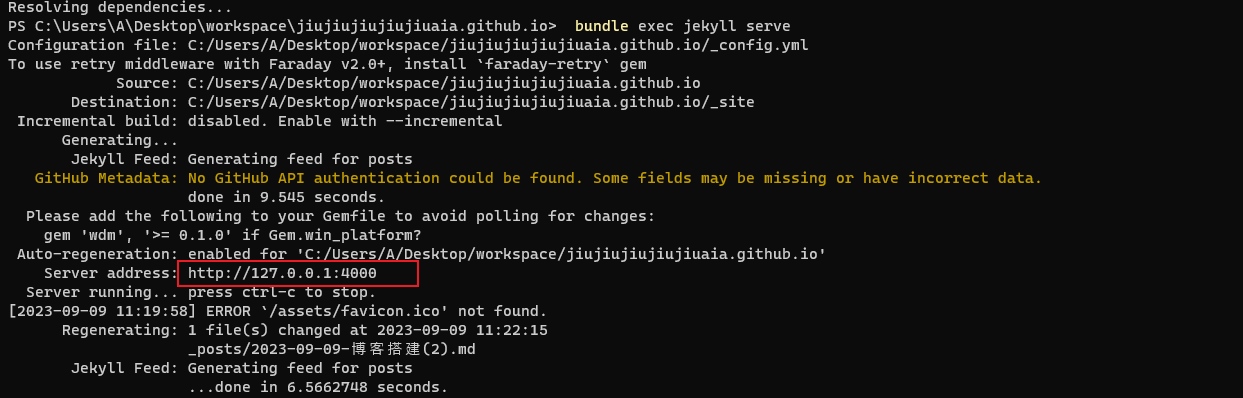 Resolving dependencies...
PS C:\Users\A\Desktop\workspace\jiujiujiujiujiuaia.github.io>  bundle exec jekyll serve
Configuration file: C:/Users/A/Desktop/workspace/jiujiujiujiujiuaia.github.io/_config.yml
To use retry middleware with Faraday v2.0+, install `faraday-retry` gem
            Source: C:/Users/A/Desktop/workspace/jiujiujiujiujiuaia.github.io
       Destination: C:/Users/A/Desktop/workspace/jiujiujiujiujiuaia.github.io/_site
 Incremental build: disabled. Enable with --incremental
      Generating...
       Jekyll Feed: Generating feed for posts
   GitHub Metadata: No GitHub API authentication could be found. Some fields may be missing or have incorrect data.
                    done in 9.545 seconds.
  Please add the following to your Gemfile to avoid polling for changes:
    gem 'wdm', '>= 0.1.0' if Gem.win_platform?
 Auto-regeneration: enabled for 'C:/Users/A/Desktop/workspace/jiujiujiujiujiuaia.github.io'
    Server address: http://127.0.0.1:4000
  Server running... press ctrl-c to stop.
[2023-09-09 11:19:58] ERROR `/assets/favicon.ico' not found.
      Regenerating: 1 file(s) changed at 2023-09-09 11:22:15
                    _posts/2023-09-09-博客搭建(2).md
       Jekyll Feed: Generating feed for posts
                    ...done in 6.5662748 seconds.